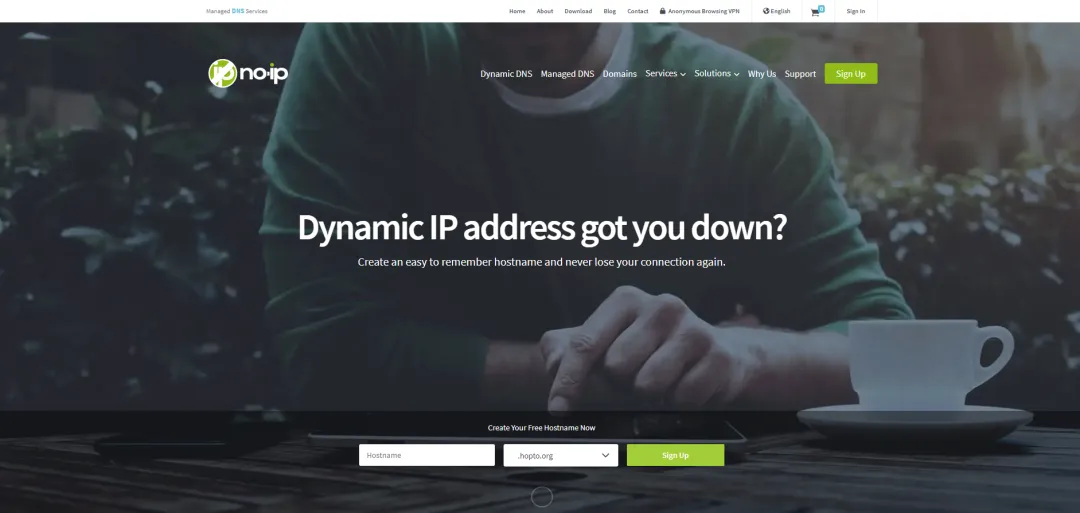 Managed DNS Services
Home About Download Blog Contact Anonymous Browsing VPN English 0 Sign In
no-ip Dynamic DNS Managed DNS Domains Services Solutions Why Us Support Sign Up
Dynamic IP address got you down?
Create an easy to remember hostname and never lose your connection again.
Create Your Free Hostname Now
Hostname .hopto.org Sign Up